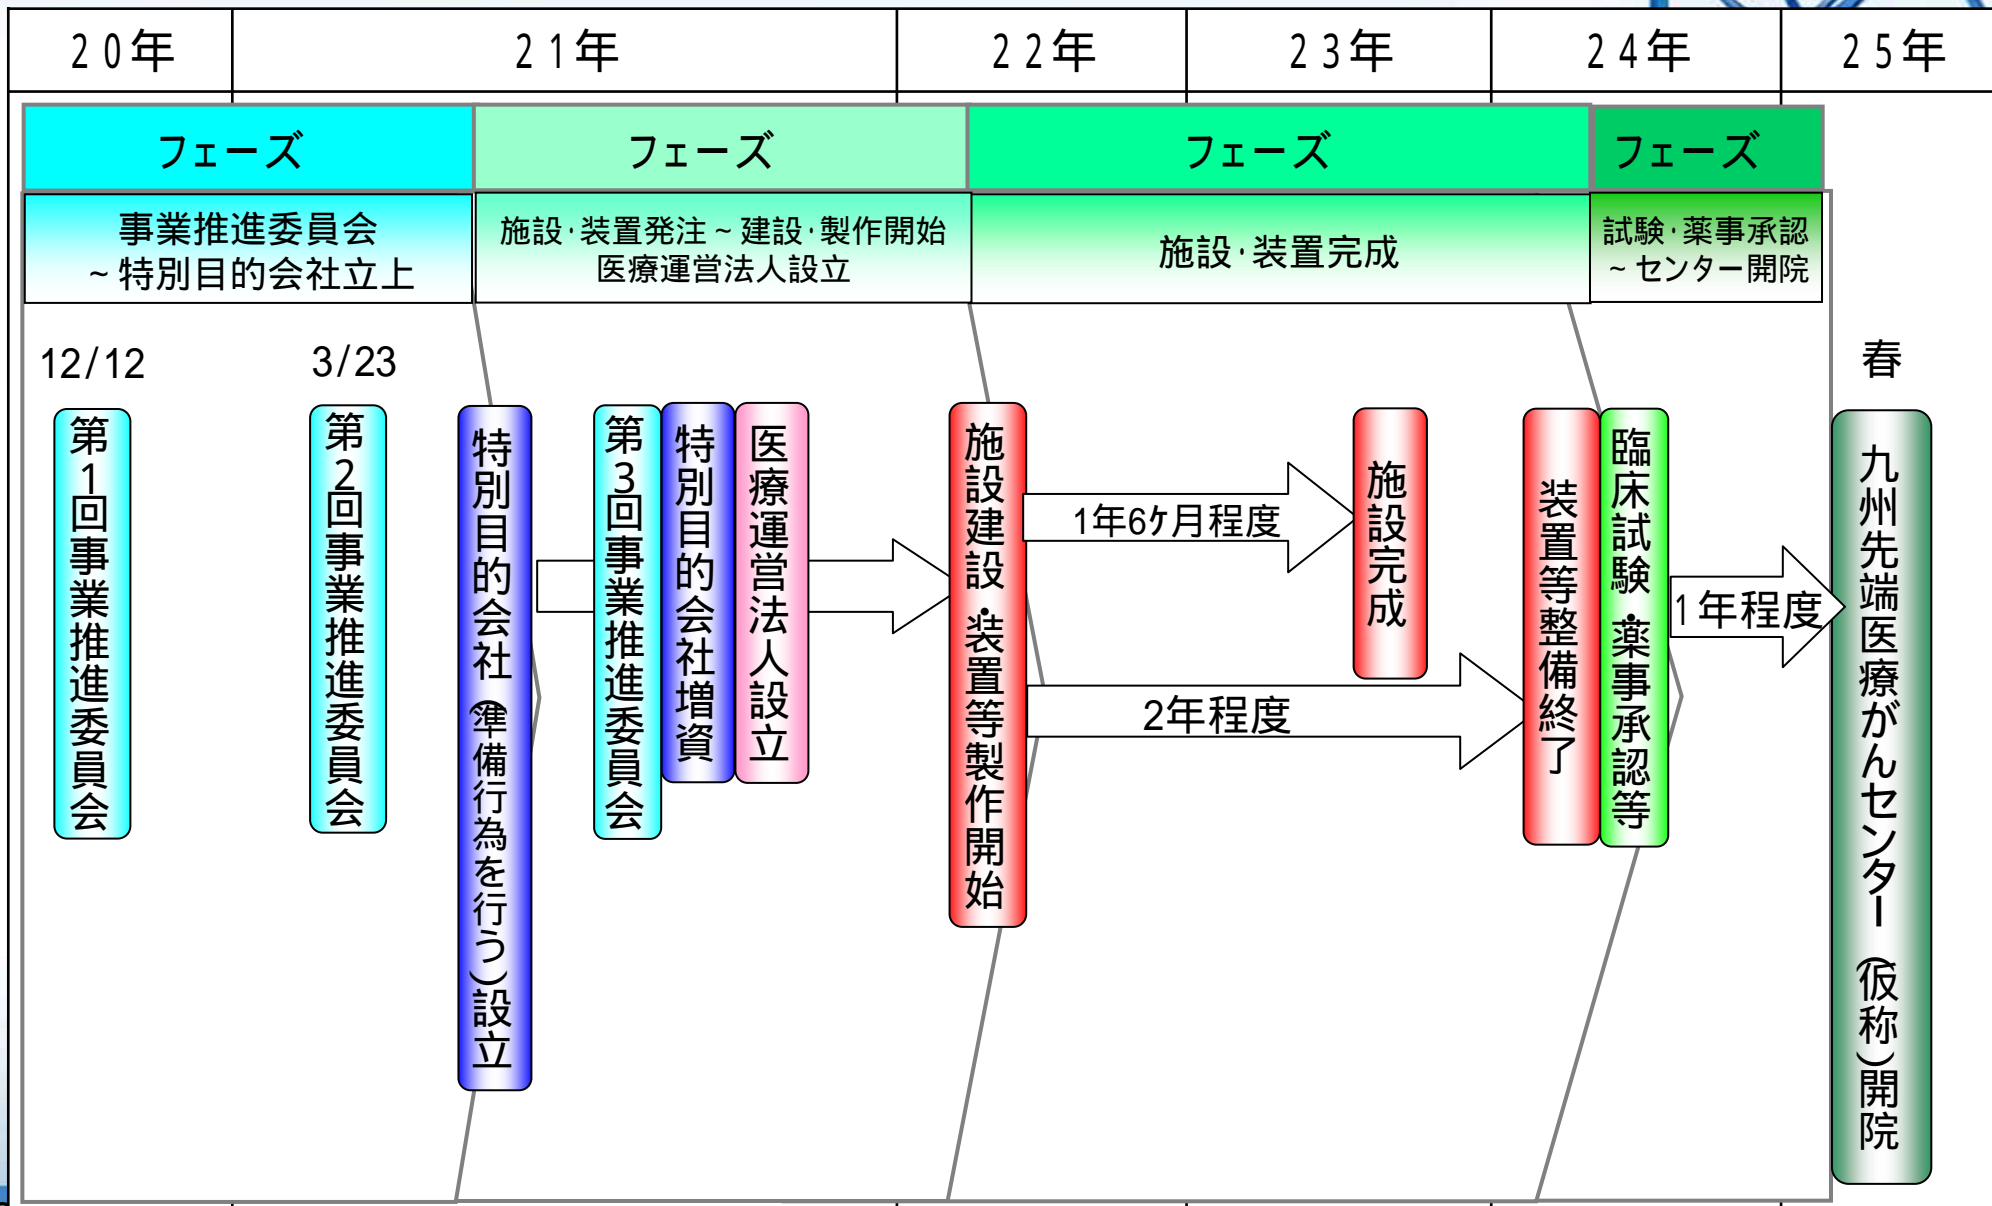 20年
21年
22年
23年
24年
25年
フェーズ
フェーズ
フェーズ
フェーズ
事業推進委員会
~特別目的会社立上
施設・装置発注~建設・製作開始
医療運営法人設立
施設・装置完成
試験・薬事承認
~センター開院
12/12
3/23
春
第1回事業推進委員会
第2回事業推進委員会
特別目的会社(準備行為を行う)設立
第3回事業推進委員会
特別目的会社増資
医療運営法人設立
施設建設・装置等製作開始
1年6ケ月程度
2年程度
施設完成
装置等整備終了
臨床試験・薬事承認等
1年程度
九州先端医療がんセンター(仮称)開院